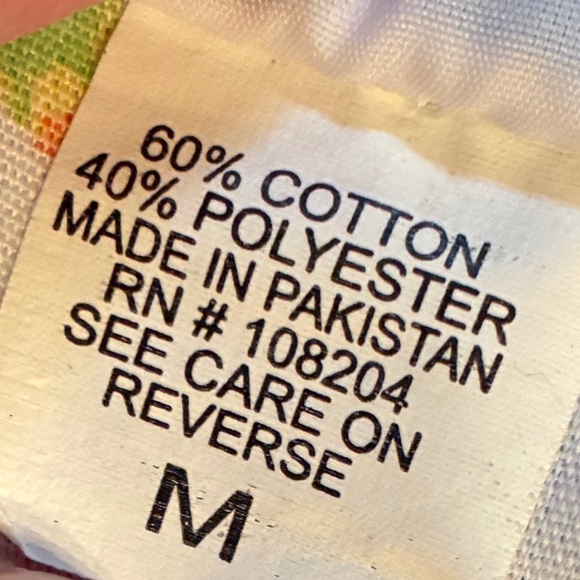 60% COTTON
40% POLYESTER
MADE IN PAKISTAN
RN # 108204
SEE CARE ON
REVERSE
M